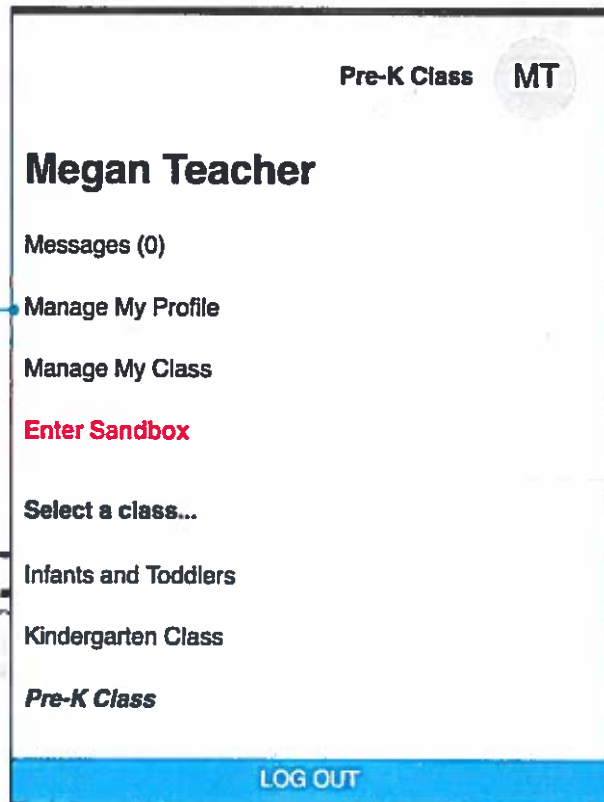 Pre-K Class MT
Megan Teacher
Messages (0)
Manage My Profile
Manage My Class
Enter Sandbox
Select a class...
Infants and Toddlers
Kindergarten Class
Pre-K Class
LOG OUT